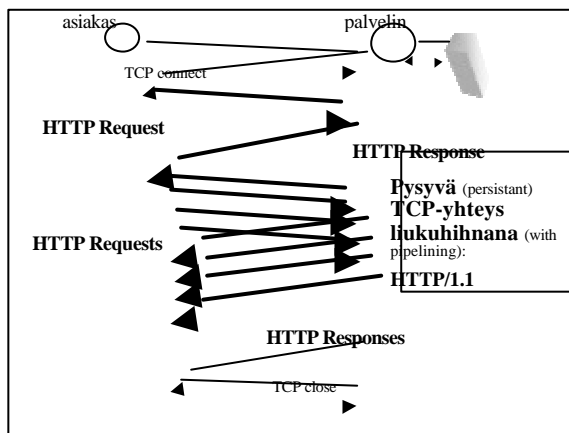 asiakas
palvelin
TCP connect
HTTP Request
HTTP Response
Pysyvä (persistant)
TCP-yhteys
liukuhihnana (with
pipelining):
HTTP/1.1
HTTP Requests
HTTP Responses
TCP close